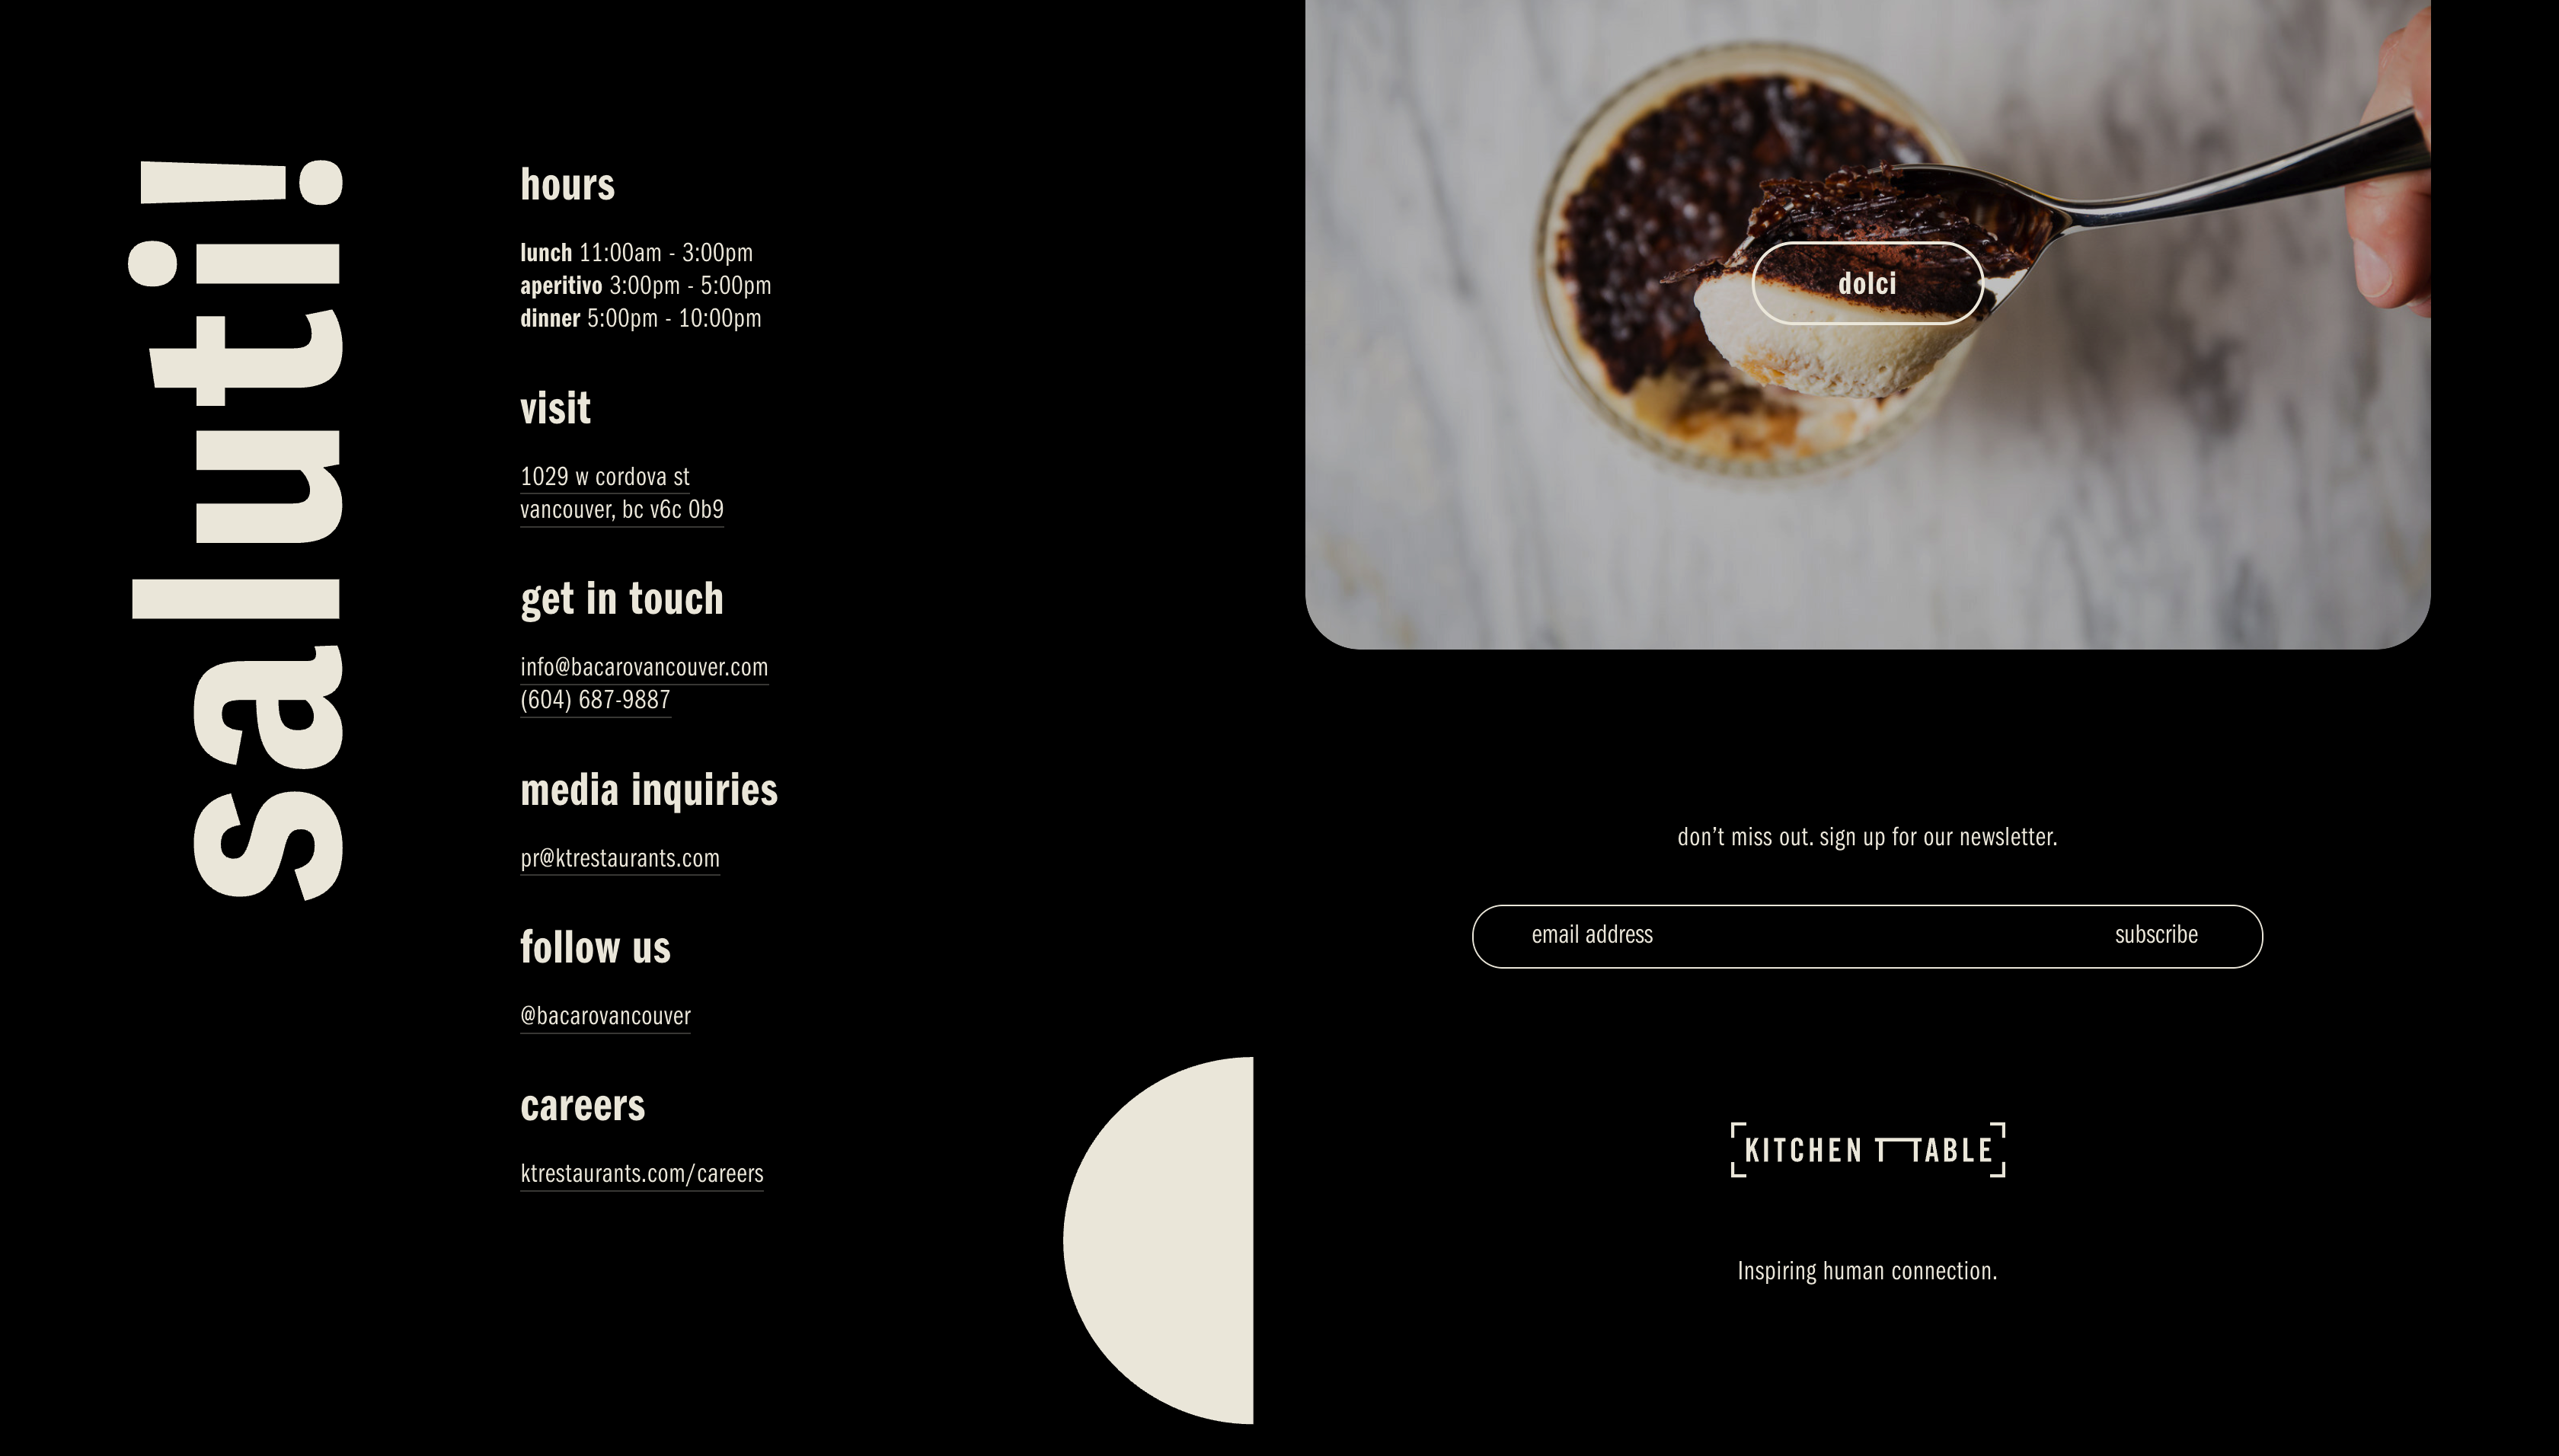 saluti!
hours
lunch 11:00am - 3:00pm
aperitivo 3:00pm - 5:00pm
dinner 5:00pm - 10:00pm
visit
1029 w cordova st
vancouver, bc v6c 0b9
get in touch
info@bacarovancouver.com
(604) 687-9887
media inquiries
pr@ktrestaurants.com
follow us
@bacarovancouver
careers
ktrestaurants.com/careers
dolci
don’t miss out. sign up for our newsletter.
email address subscribe
KITCHEN TABLE
Inspiring human connection.